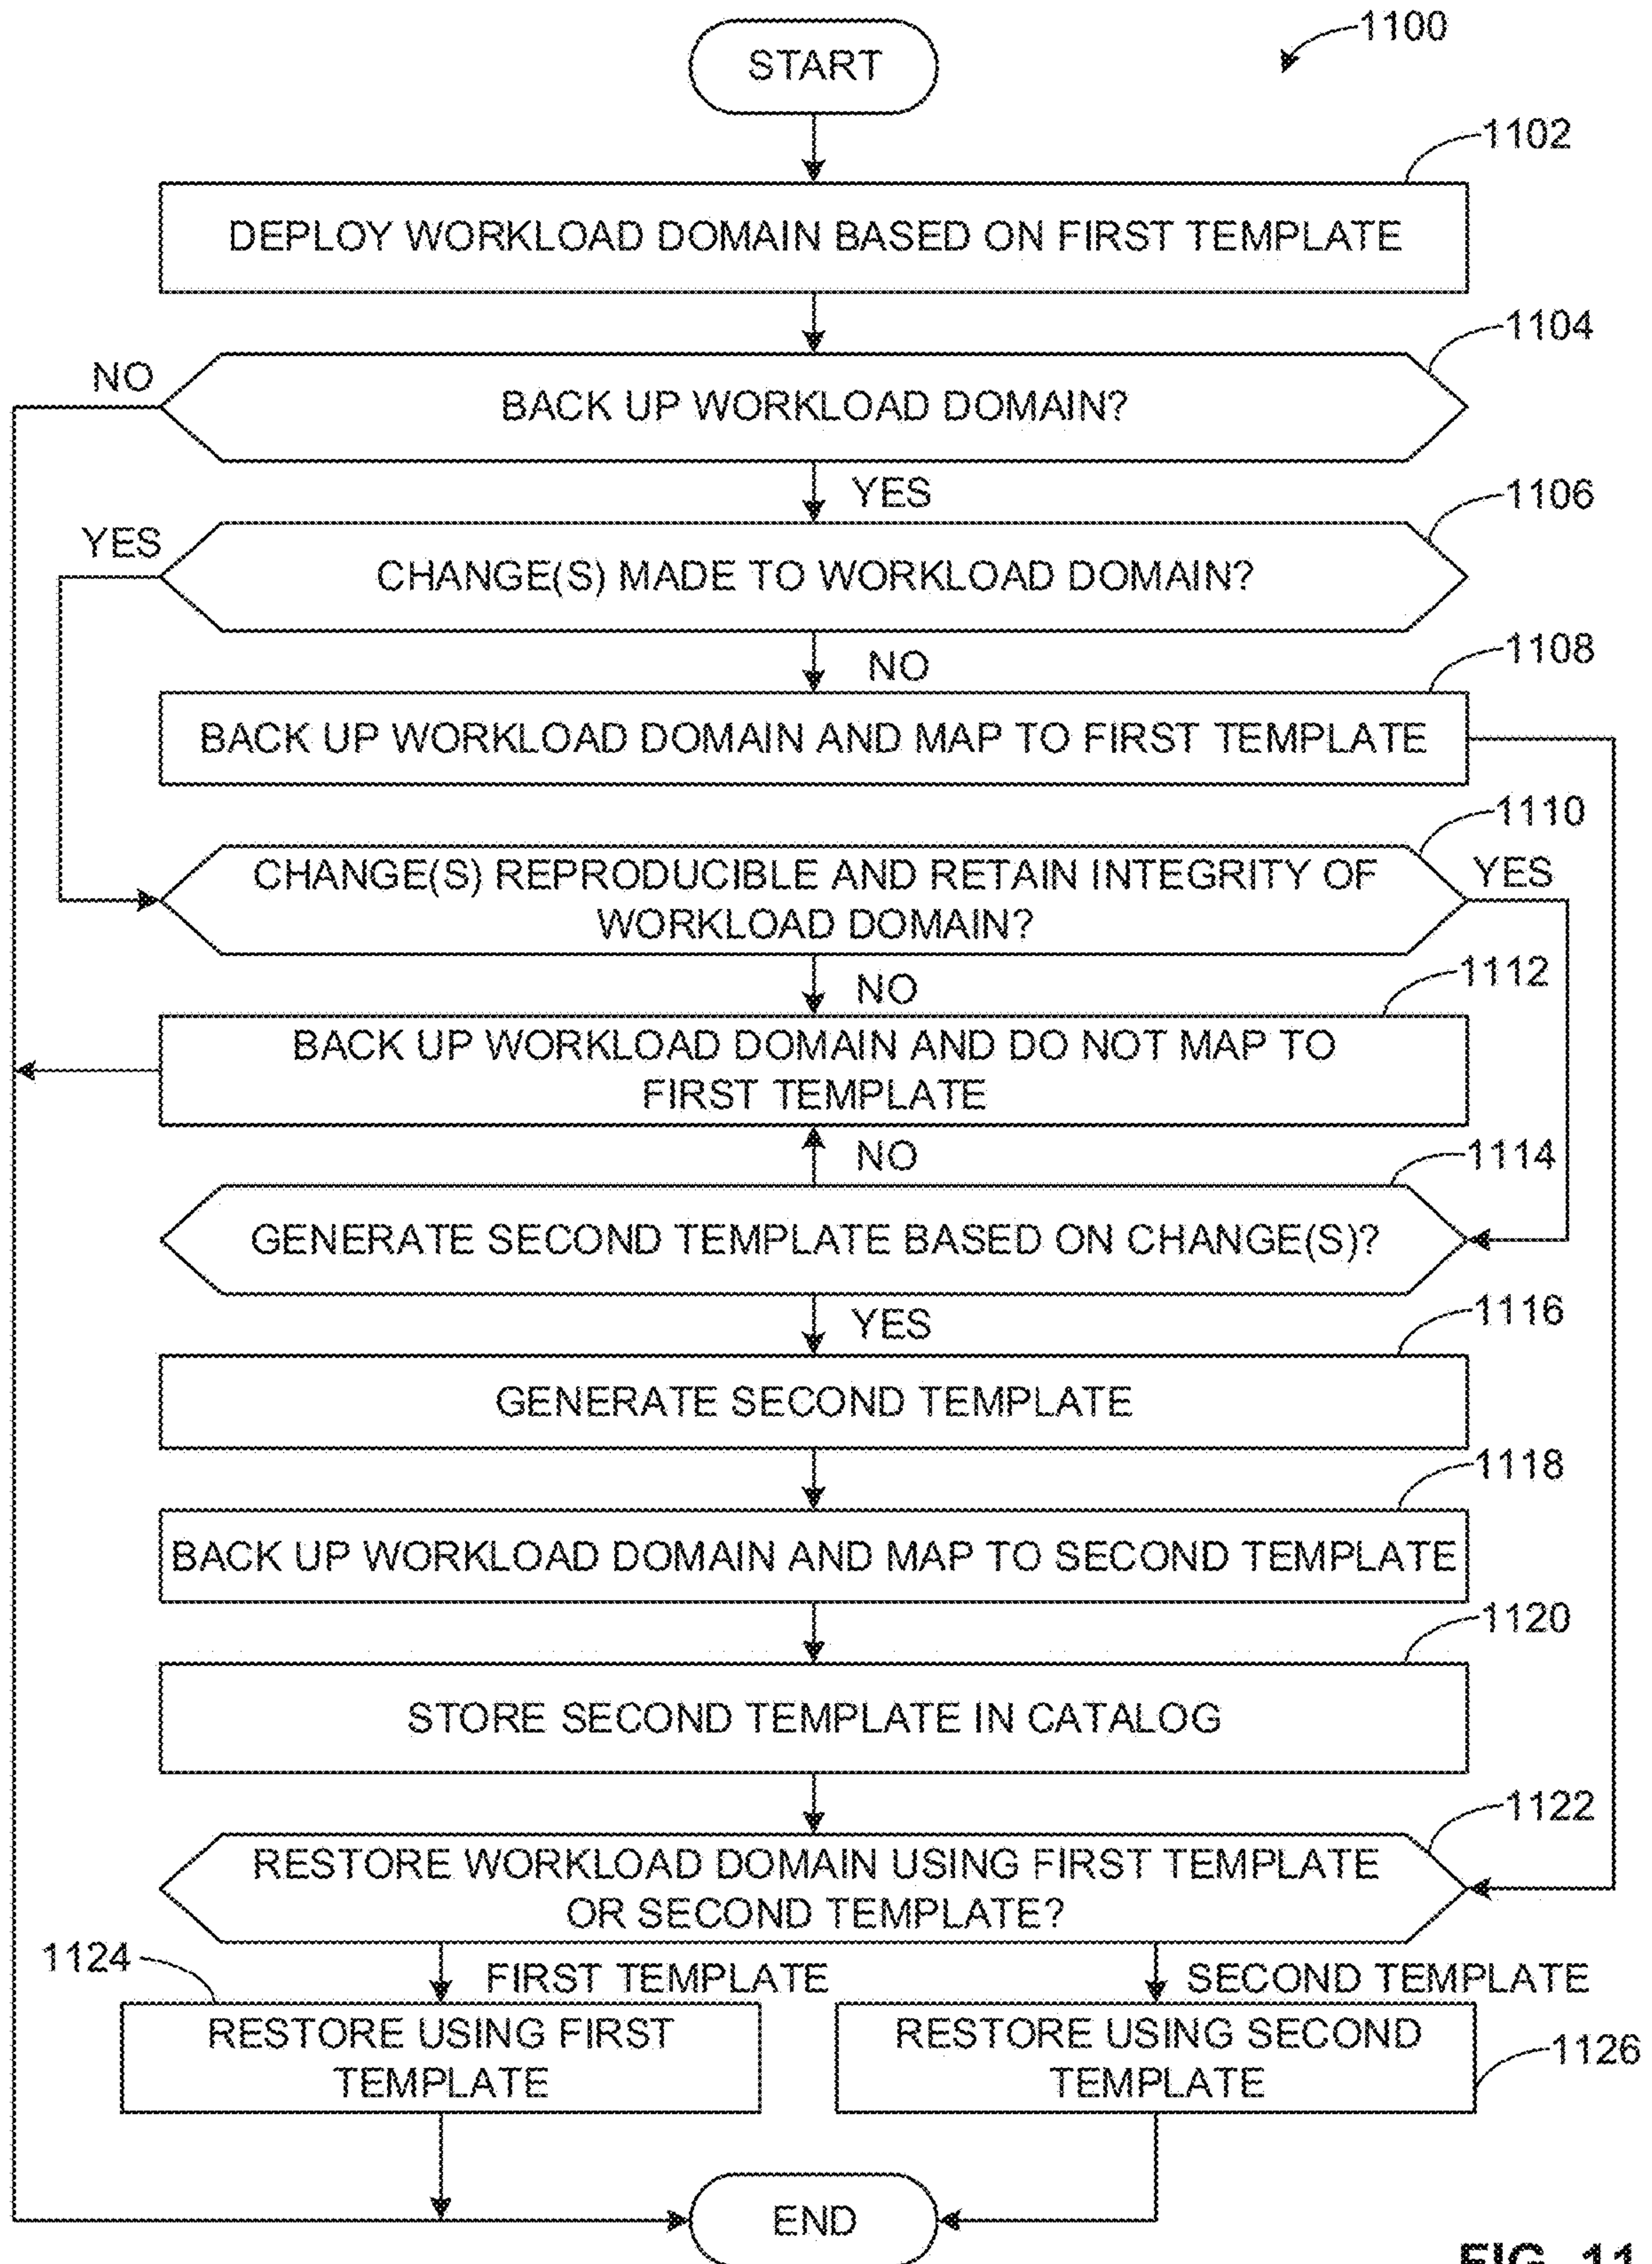 1100
START
1102
DEPLOY WORKLOAD DOMAIN BASED ON FIRST TEMPLATE
1104
NO
BACK UP WORKLOAD DOMAIN?
YES
1106
YES
CHANGE(S) MADE TO WORKLOAD DOMAIN?
NO
1108
BACK UP WORKLOAD DOMAIN AND MAP TO FIRST TEMPLATE
1110
CHANGE(S) REPRODUCIBLE AND RETAIN INTEGRITY OF
WORKLOAD DOMAIN?
YES
NO
1112
BACK UP WORKLOAD DOMAIN AND DO NOT MAP TO
FIRST TEMPLATE
NO
1114
GENERATE SECOND TEMPLATE BASED ON CHANGE(S)?
YES
1116
GENERATE SECOND TEMPLATE
1118
BACK UP WORKLOAD DOMAIN AND MAP TO SECOND TEMPLATE
1120
STORE SECOND TEMPLATE IN CATALOG
1122
RESTORE WORKLOAD DOMAIN USING FIRST TEMPLATE
OR SECOND TEMPLATE?
1124
FIRST TEMPLATE
SECOND TEMPLATE
RESTORE USING FIRST
TEMPLATE
RESTORE USING SECOND
TEMPLATE
1126
END
FIG. 11